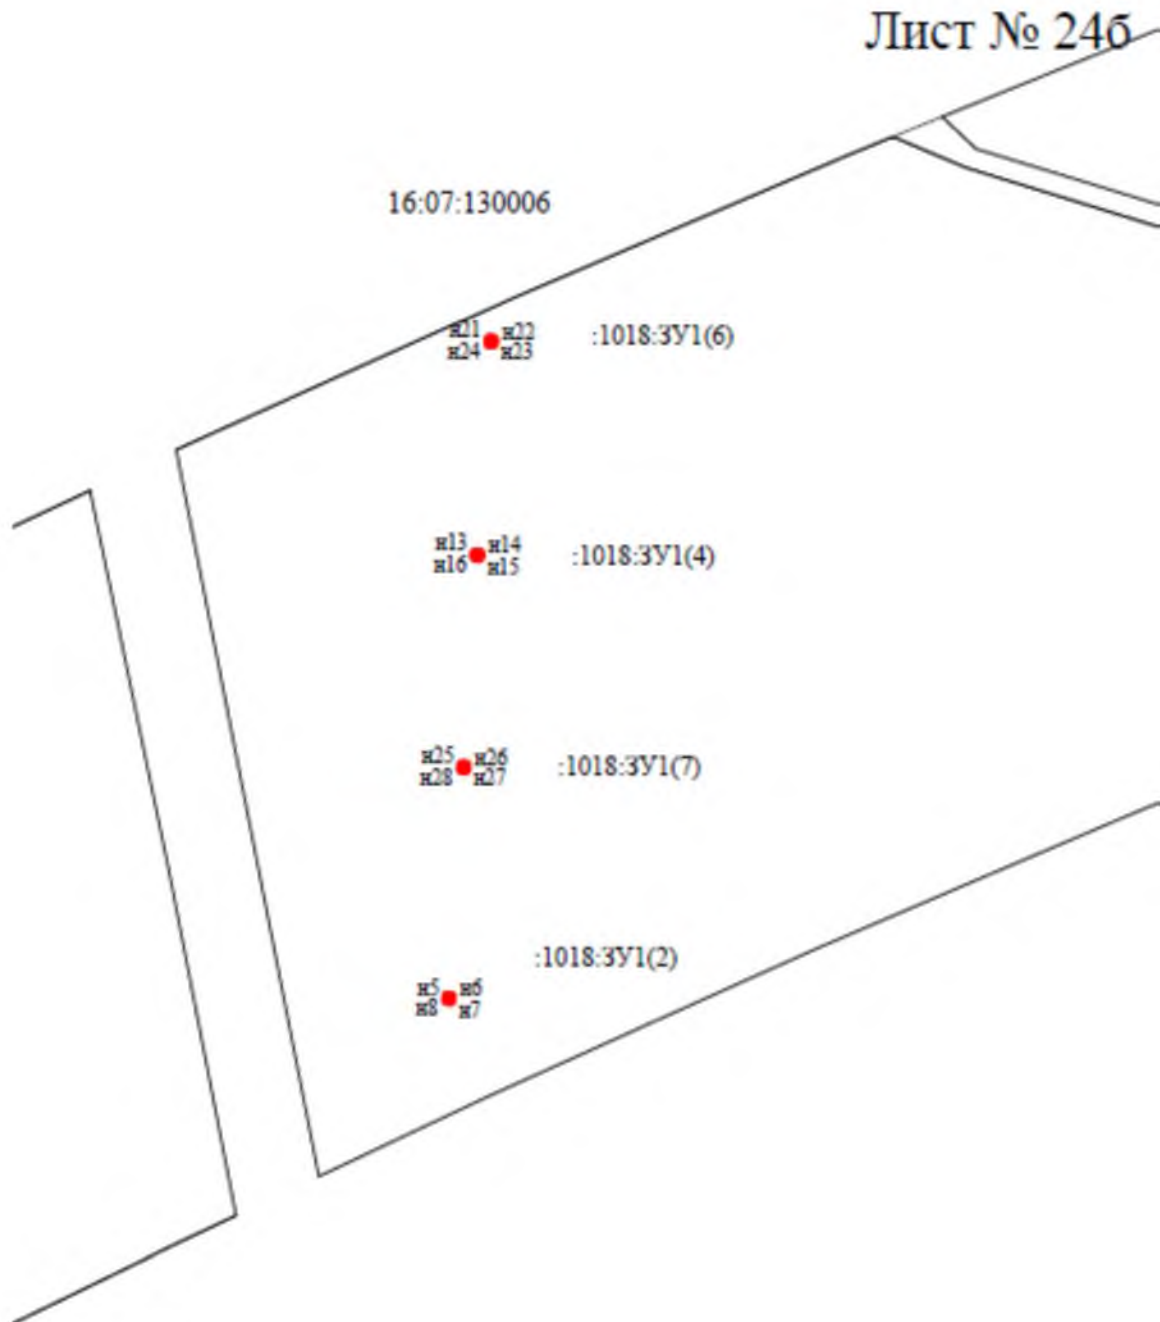 Лист № 24б
16:07:130006
н21 н22 :1018:ЗУ1(6)
н24 н23
н13 н14 :1018:ЗУ1(4)
н16 н15
н25 н26 :1018:ЗУ1(7)
н28 н27
:1018:ЗУ1(2)
н5 н6
н8 н7